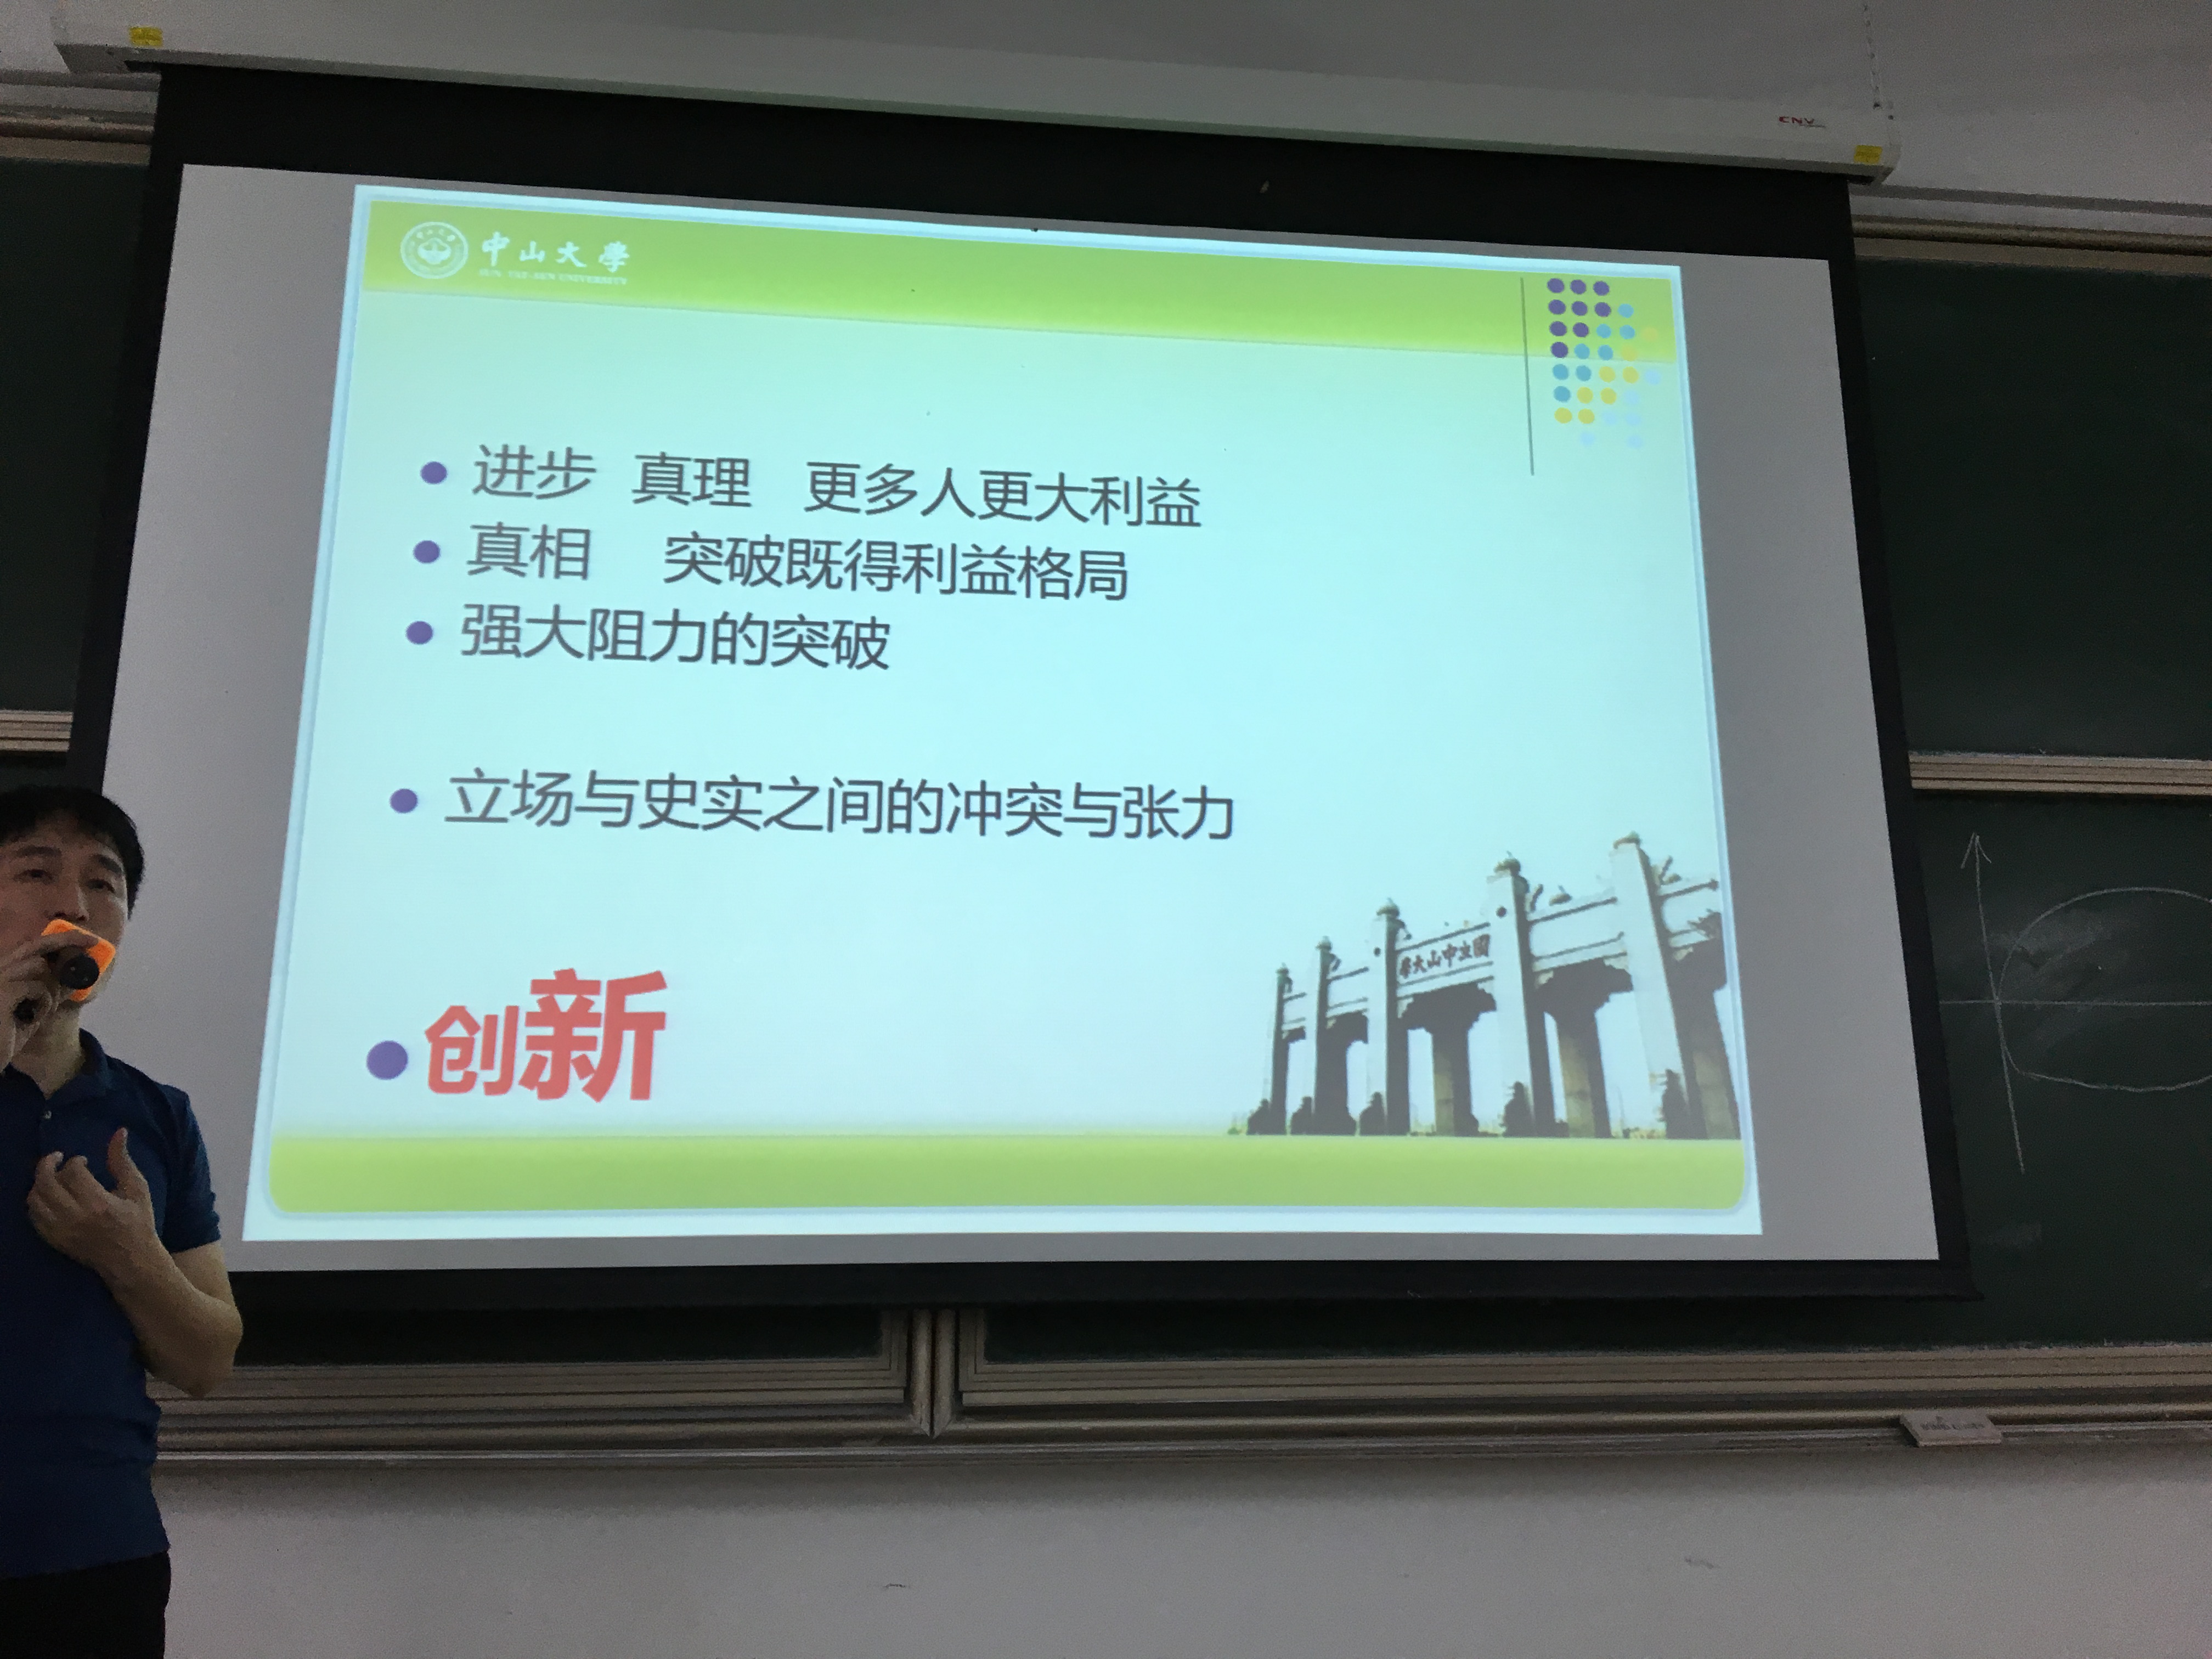 CNV
中山大學
SUN YAT-SEN UNIVERSITY
进步 真理 更多人更大利益
真相 突破既得利益格局
强大阻力的突破
立场与史实之间的冲突与张力
學大山中立國
创新